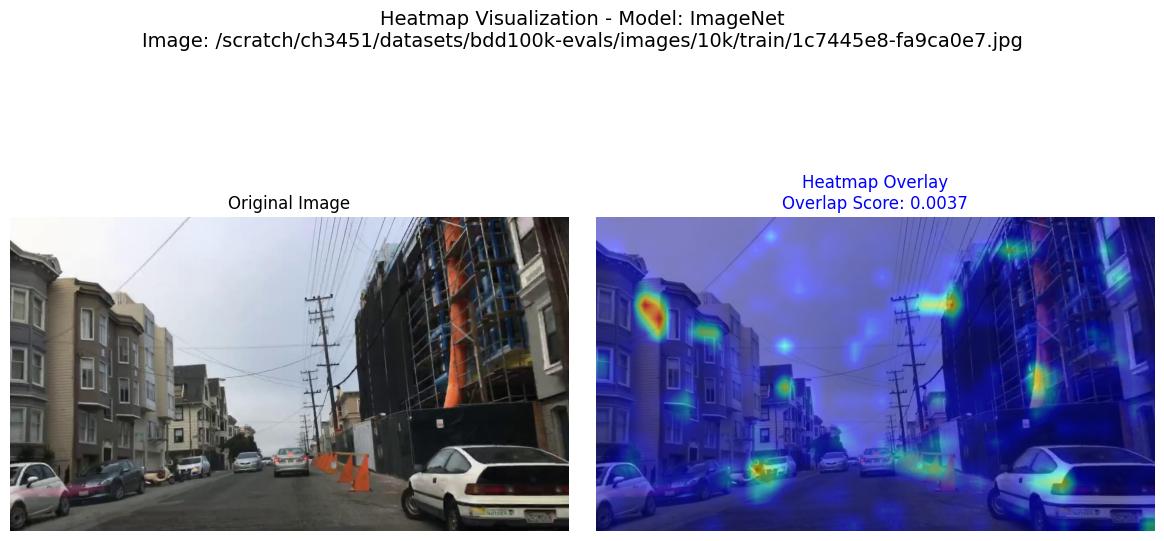 Heatmap Visualization - Model: ImageNet
Image: /scratch/ch3451/datasets/bdd100k-evals/images/10k/train/1c7445e8-fa9ca0e7.jpg
Original Image
Heatmap Overlay
Overlap Score: 0.0037